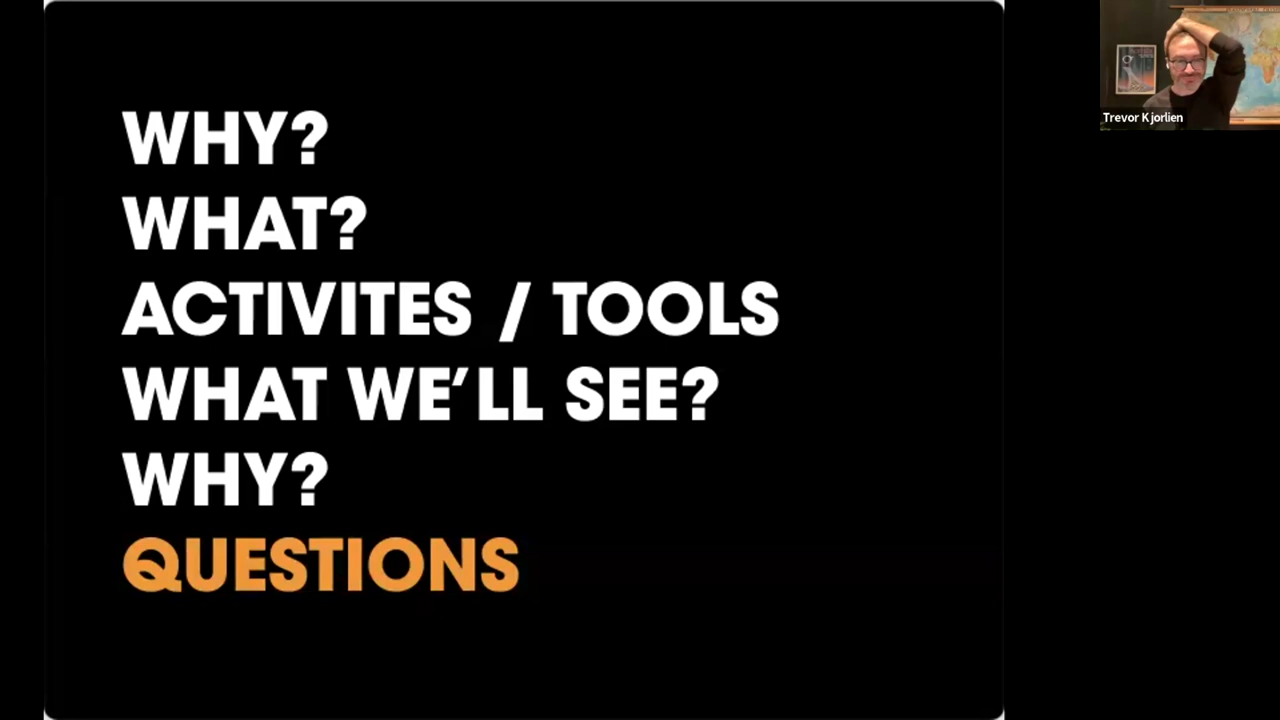 WHY?
WHAT?
ACTIVITES / TOOLS
WHAT WE’LL SEE?
WHY?
QUESTIONS
Trevor Kjorlien